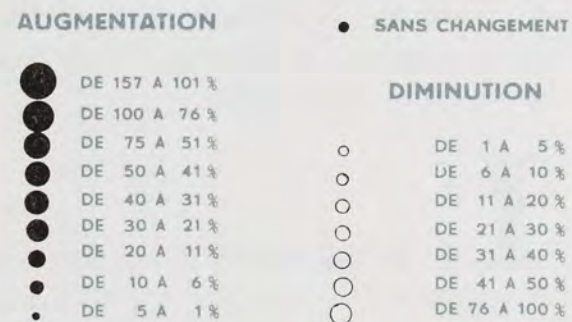 AUGMENTATION
DE 157 A 101 %
DE 100 A 76 %
DE 75 A 51 %
DE 50 A 41 %
DE 40 A 31 %
DE 30 A 21 %
DE 20 A 11 %
DE 10 A 6 %
DE 5 A 1 %
SANS CHANGEMENT
DIMINUTION
DE 1 A 5 %
DE 6 A 10 %
DE 11 A 20 %
DE 21 A 30 %
DE 31 A 40 %
DE 41 A 50 %
DE 76 A 100 %